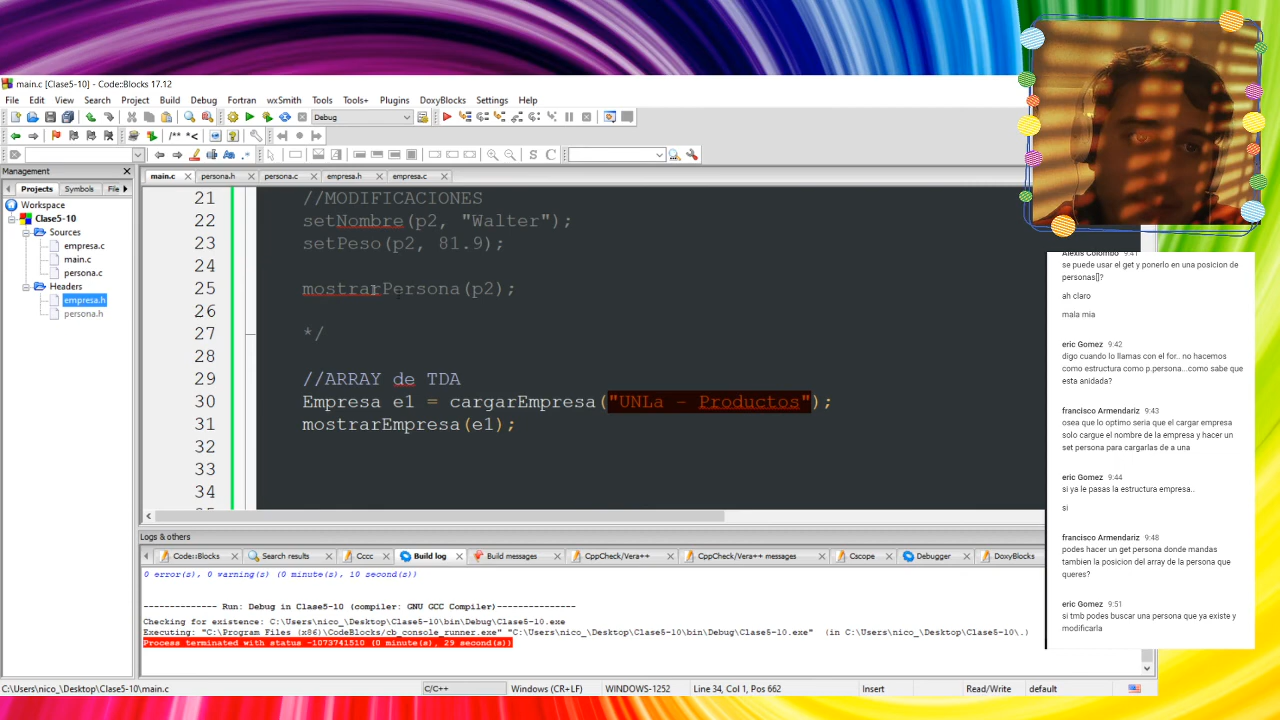 main.c [Clase5-10] - Code::Blocks 17.12
File Edit View Search Project Build Debug Fortran wxSmith Tools Tools+ Plugins DoxyBlocks Settings Help
Debug
Management
main.c persona.h persona.c empresa.h empresa.c
Projects Symbols File
Workspace
Clase5-10
Sources
empresa.c
main.c
persona.c
Headers
empresa.h
persona.h
21 //MODIFICACIONES
22 setNombre(p2, "Walter");
23 setPeso(p2, 81.9);
24
25 mostrarPersona(p2);
26
27 */
28
29 //ARRAY de TDA
30 Empresa e1 = cargarEmpresa("UNLa - Productos");
31 mostrarEmpresa(e1);
32
33
34
Logs & others
Code::Blocks Search results Cccc Build log Build messages CppCheck/Vera++ CppCheck/Vera++ messages Cscope Debugger DoxyBlocks
0 error(s), 0 warning(s) (0 minute(s), 10 second(s))
-------------- Run: Debug in Clase5-10 (compiler: GNU GCC Compiler)---------------
Checking for existence: C:\Users\nico_\Desktop\Clase5-10\bin\Debug\Clase5-10.exe
Executing: "C:\Program Files (x86)\CodeBlocks/cb_console_runner.exe" "C:\Users\nico_\Desktop\Clase5-10\bin\Debug\Clase5-10.exe" (in C:\Users\nico_\Desktop\Clase5-10\.)
Process terminated with status -1073741510 (0 minute(s), 29 second(s))
C:\Users\nico_\Desktop\Clase5-10\main.c C/C++ Windows (CR+LF) WINDOWS-1252 Line 34, Col 1, Pos 662 Insert Read/Write default
Alexis Colombo 9:41
se puede usar el get y ponerlo en una posicion de
personas[]?
ah claro
mala mia
eric Gomez 9:42
digo cuando lo llamas con el for.. no hacemos
como estructura como p.persona...como sabe que
esta anidada?
francisco Armendariz 9:43
osea que lo optimo seria que el cargar empresa
solo cargue el nombre de la empresa y hacer un
set persona para cargarlas de a una
eric Gomez 9:44
si ya le pasas la estructura empresa..
si
francisco Armendariz 9:48
podes hacer un get persona donde mandas
tambien la posicion del array de la persona que
queres?
eric Gomez 9:51
si tmb podes buscar una persona que ya existe y
modificarla